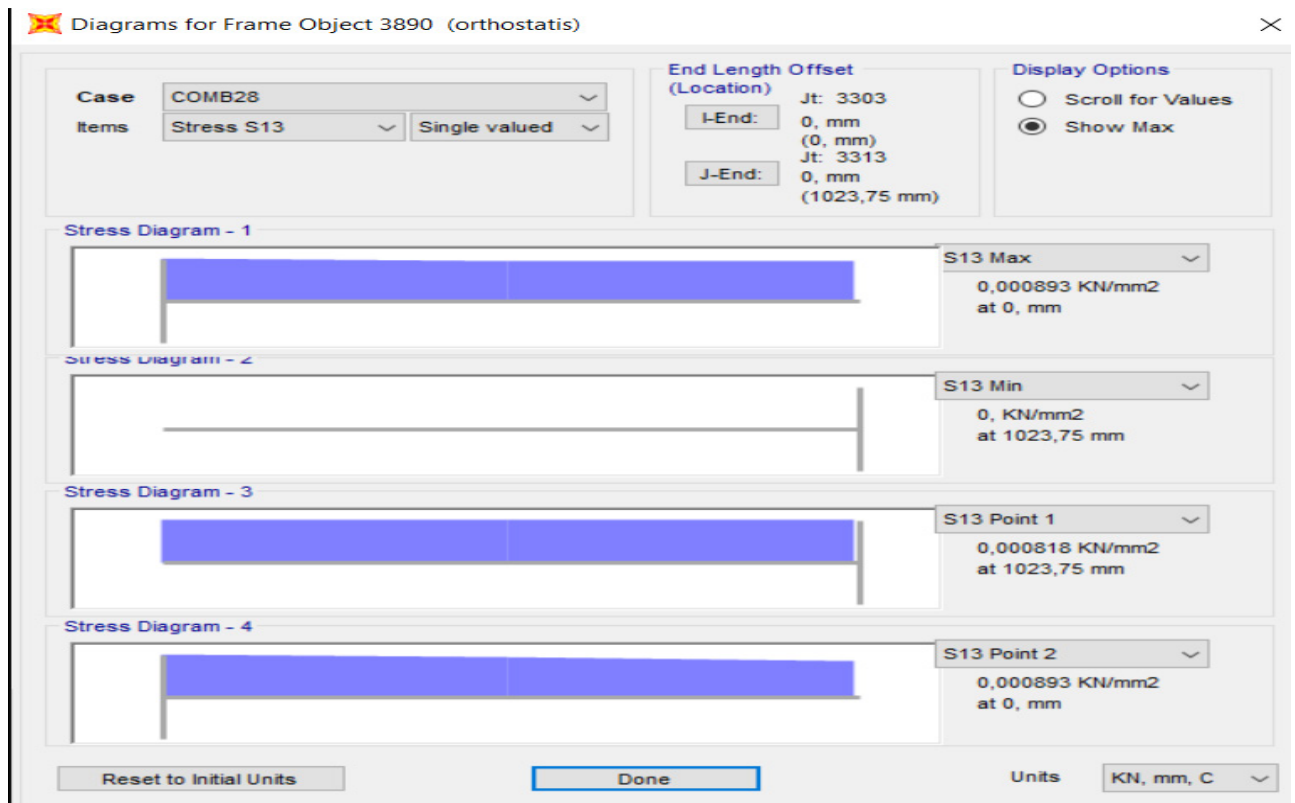 Diagrams for Frame Object 3890 (orthostatis)
Case COMB28
Items Stress S13 Single valued
End Length Offset
(Location)
I-End:
Jt: 3303
0, mm
(0, mm)
J-End:
Jt: 3313
0, mm
(1023,75 mm)
Display Options
Scroll for Values
Show Max
Stress Diagram - 1
S13 Max
0,000893 KN/mm2
at 0, mm
Stress Diagram - 2
S13 Min
0, KN/mm2
at 1023,75 mm
Stress Diagram - 3
S13 Point 1
0,000818 KN/mm2
at 1023,75 mm
Stress Diagram - 4
S13 Point 2
0,000893 KN/mm2
at 0, mm
Reset to Initial Units
Done
Units KN, mm, C